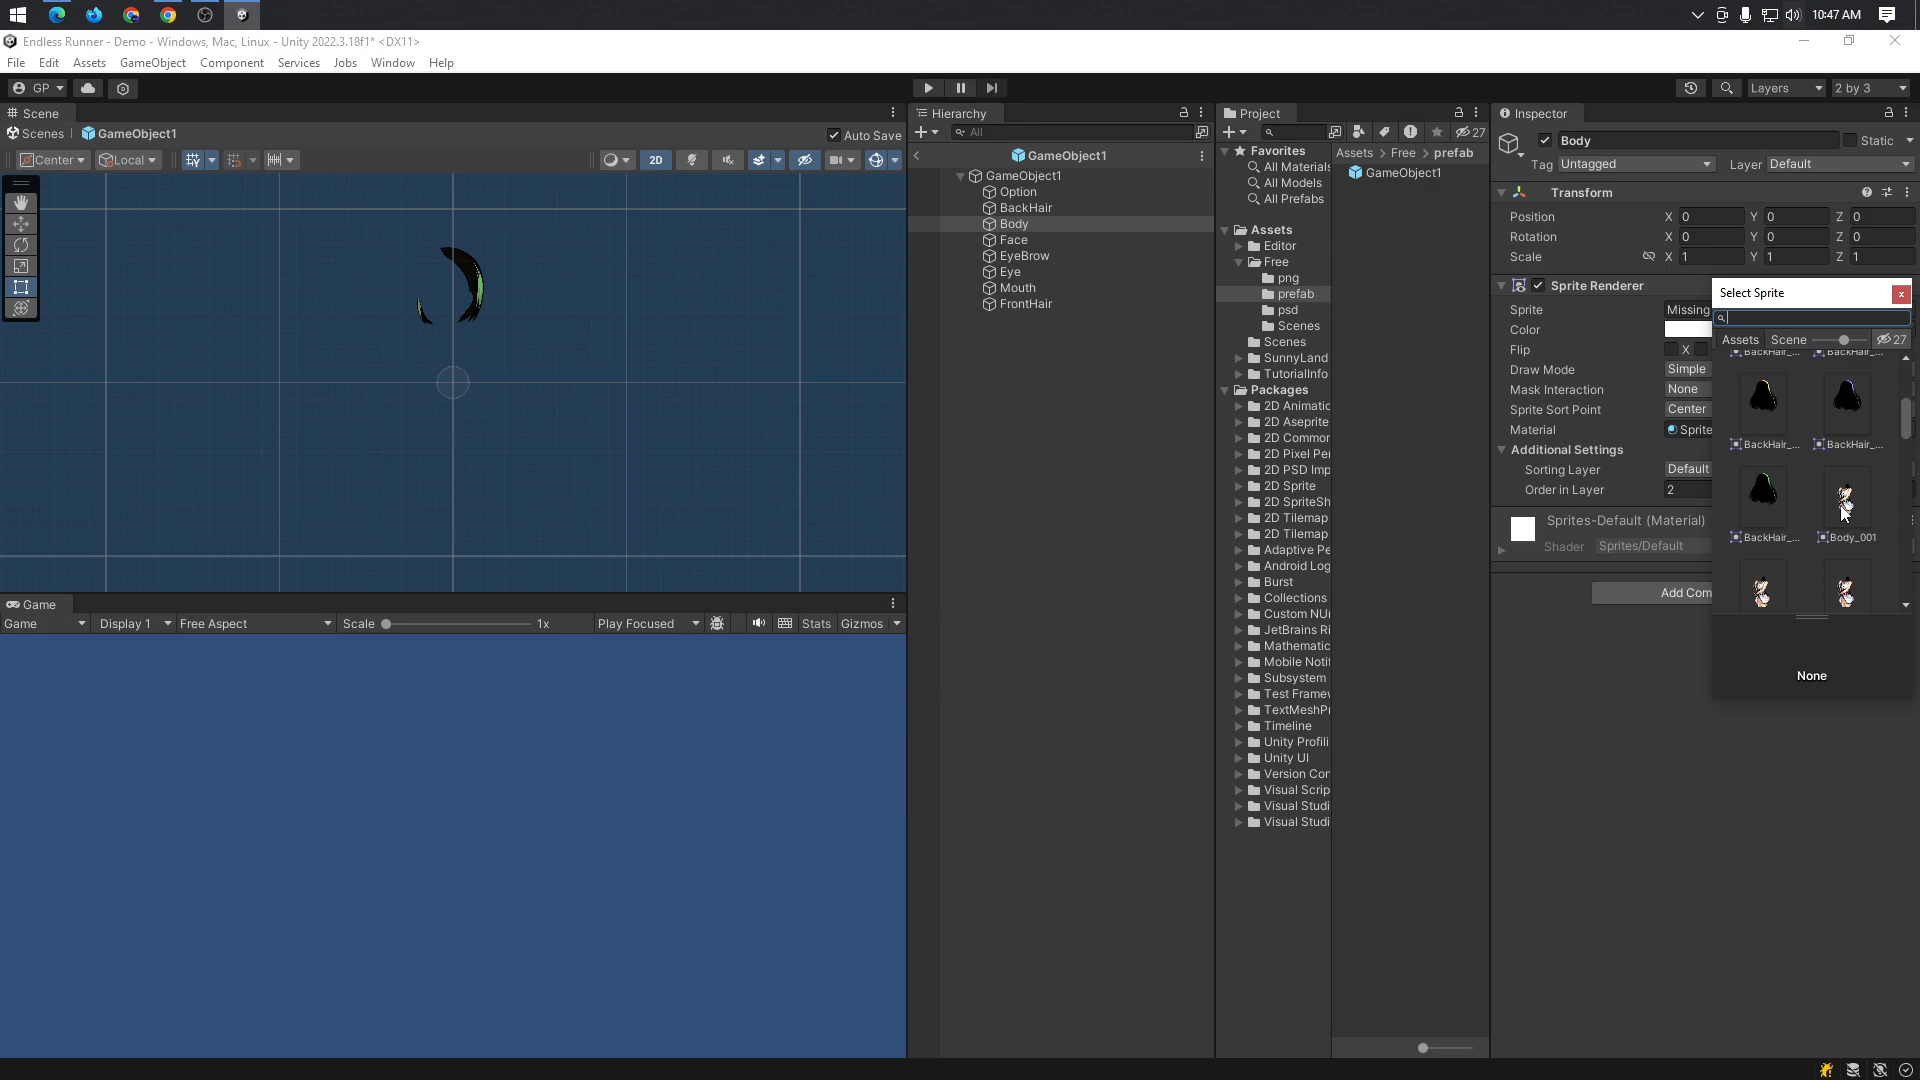 10:47 AM
Endless Runner - Demo - Windows, Mac, Linux - Unity 2022.3.18f1* <DX11>
File Edit Assets GameObject Component Services Jobs Window Help
GP
Layers
2 by 3
Scene
Scenes GameObject1
Auto Save
Center Local
2D
Game
Game Display 1 Free Aspect Scale 1x Play Focused Stats Gizmos
Hierarchy
All
GameObject1
GameObject1
Option
BackHair
Body
Face
EyeBrow
Eye
Mouth
FrontHair
Project
27
Favorites
All Materials
All Models
All Prefabs
Assets
Editor
Free
png
prefab
psd
Scenes
Scenes
SunnyLand
TutorialInfo
Packages
2D Animatic
2D Aseprite
2D Common
2D Pixel Per
2D PSD Imp
2D Sprite
2D SpriteSh
2D Tilemap
2D Tilemap
Adaptive Pe
Android Log
Burst
Collections
Custom NU
JetBrains Ri
Mathematic
Mobile Noti
Subsystem
Test Framew
TextMeshPr
Timeline
Unity Profili
Unity UI
Version Cor
Visual Scrip
Visual Studi
Visual Studi
Assets > Free > prefab
GameObject1
Inspector
Body
Static
Tag Untagged Layer Default
Transform
Position X 0 Y 0 Z 0
Rotation X 0 Y 0 Z 0
Scale X 1 Y 1 Z 1
Sprite Renderer
Sprite Missing
Color
Flip X
Draw Mode Simple
Mask Interaction None
Sprite Sort Point Center
Material Sprite
Additional Settings
Sorting Layer Default
Order in Layer 2
Sprites-Default (Material)
Shader Sprites/Default
Add Com
Select Sprite
Assets Scene 27
BackHair_... BackHair_...
BackHair_... BackHair_...
BackHair_... Body_001
None